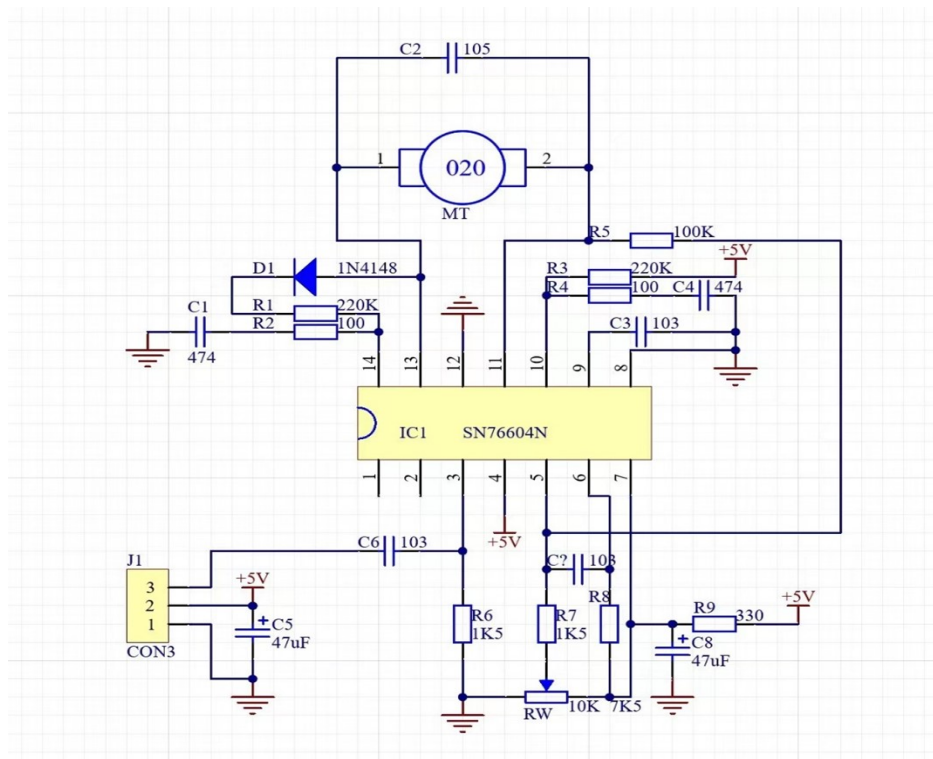 C2 105
1 020 2
MT
R5 100K
+5V
D1 1N4148
R3 220K
R4 100 C4 474
C1
R1 220K
R2 100
C3 103
474
14 13 12 11 10 9 8
IC1 SN76604N
1 2 3 4 5 6 7
+5V
C6 103
C? 103
J1
3
2
1
CON3
+5V
C5
47uF
R6
1K5
R7
1K5
R8
R9 330
+5V
C8
47uF
RW 10K 7K5